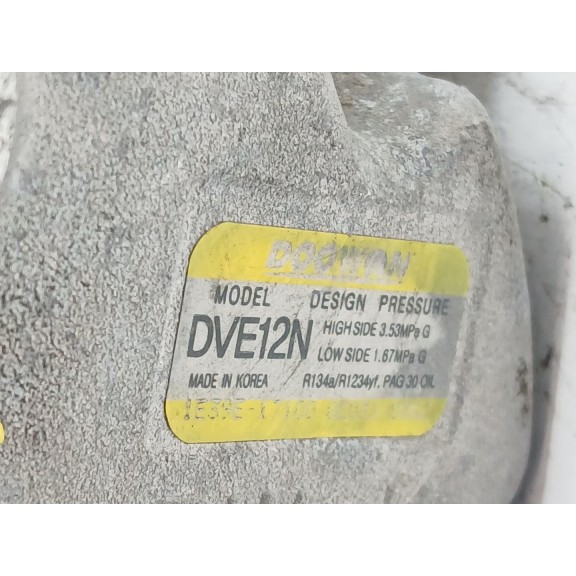 DOOWON
MODEL DESIGN PRESSURE
DVE12N HIGH SIDE 3.53MPa G
LOW SIDE 1.67MPa G
MADE IN KOREA R134a/R1234yf. PAG 30 OIL